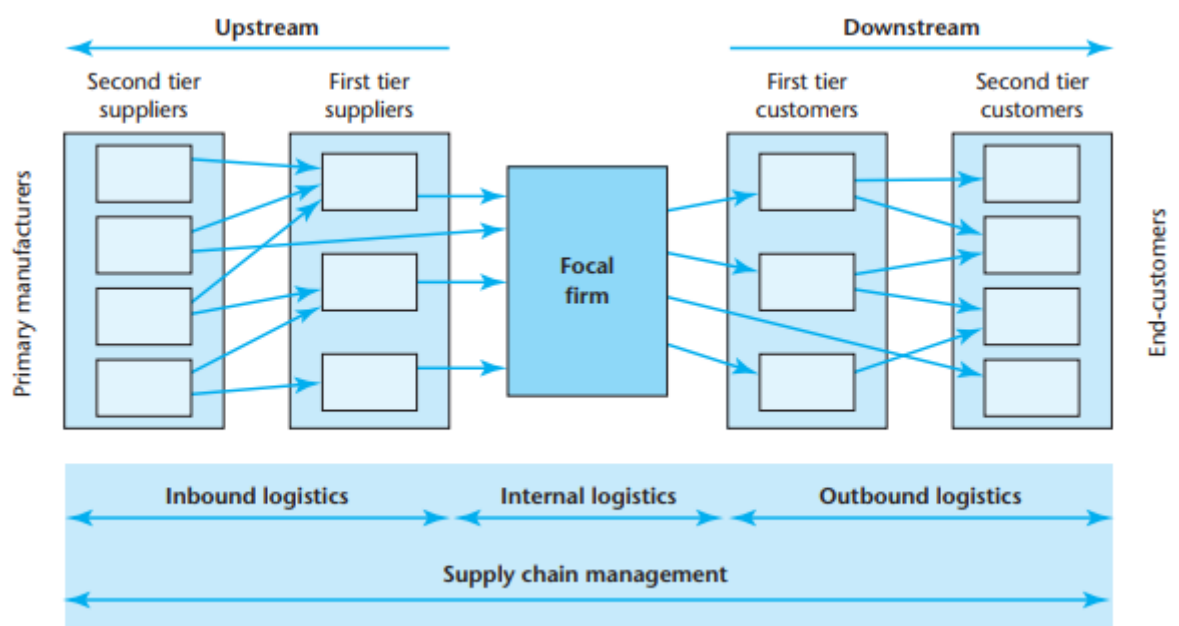 Upstream
Downstream
Second tier
suppliers
First tier
suppliers
First tier
customers
Second tier
customers
Primary manufacturers
Focal
firm
End-customers
Inbound logistics
Internal logistics
Outbound logistics
Supply chain management